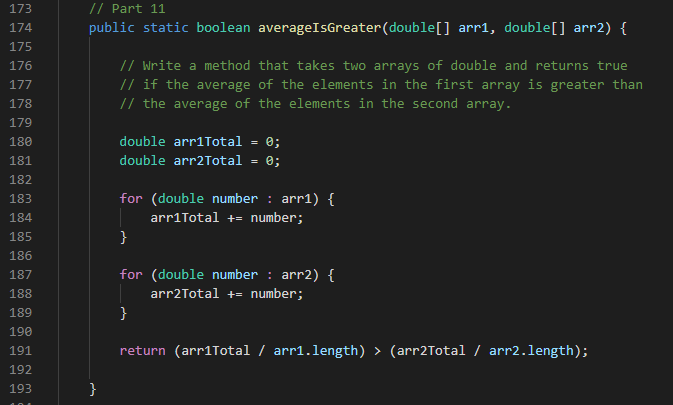 173 // Part 11
174 public static boolean averageIsGreater(double[] arr1, double[] arr2) {
175
176 // Write a method that takes two arrays of double and returns true
177 // if the average of the elements in the first array is greater than
178 // the average of the elements in the second array.
179
180 double arr1Total = 0;
181 double arr2Total = 0;
182
183 for (double number : arr1) {
184 arr1Total += number;
185 }
186
187 for (double number : arr2) {
188 arr2Total += number;
189 }
190
191 return (arr1Total / arr1.length) > (arr2Total / arr2.length);
192
193 }